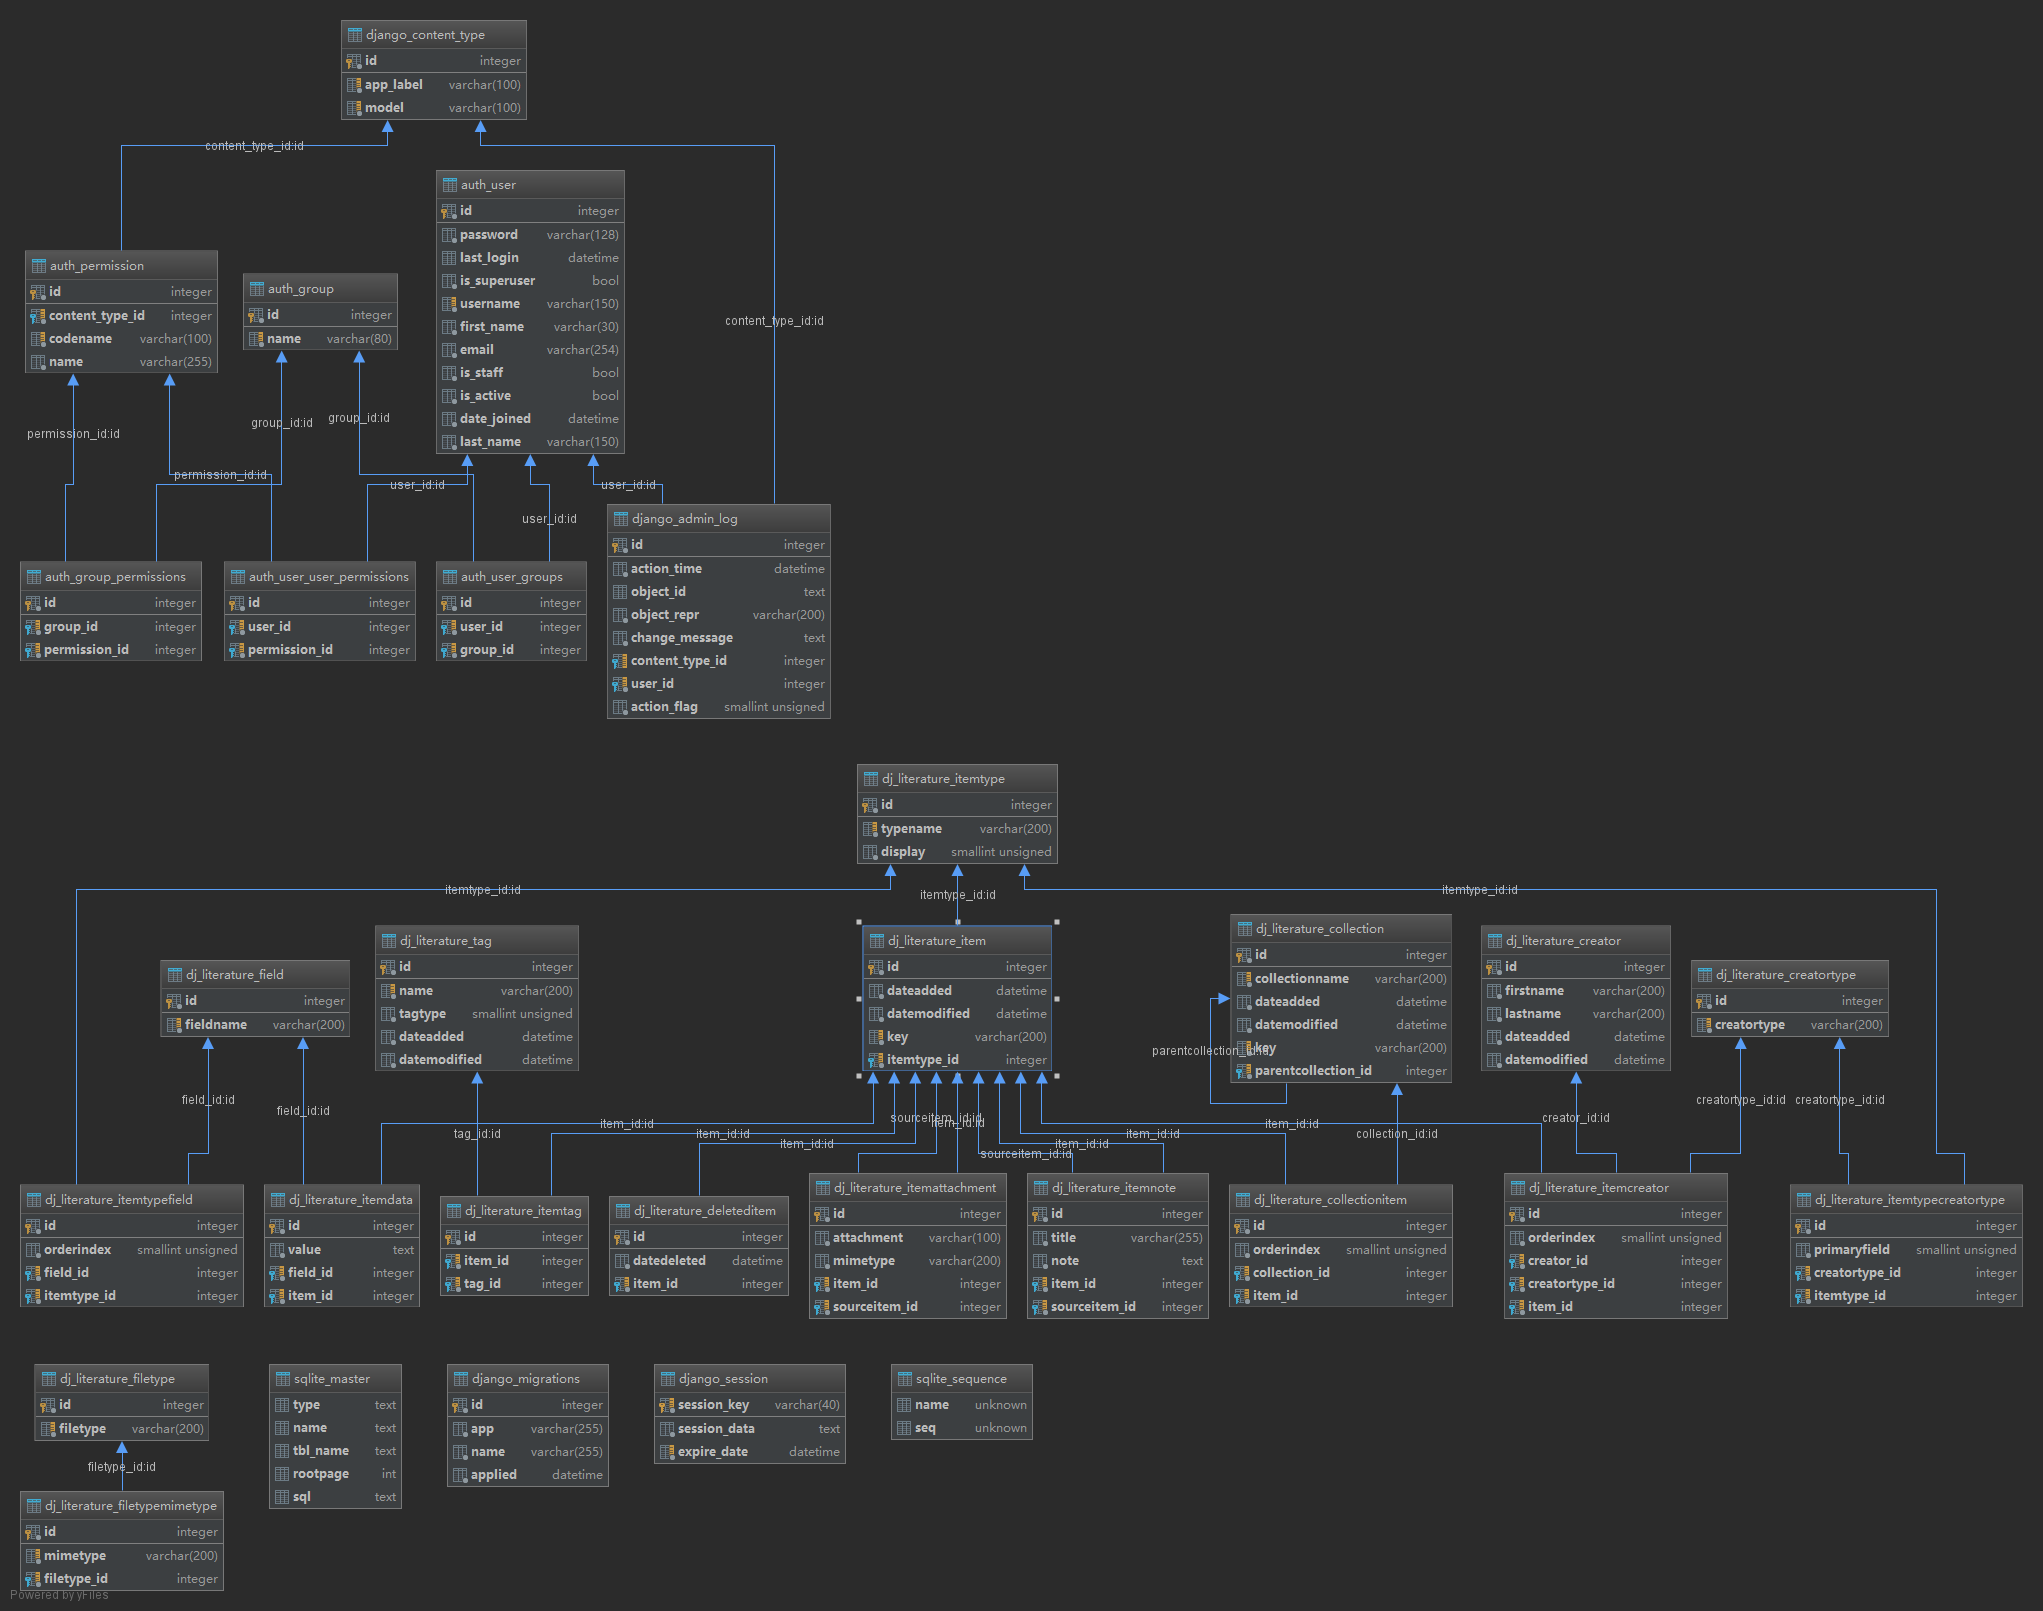 django_content_type
id integer
app_label varchar(100)
model varchar(100)
content_type_id:id
auth_user
id integer
password varchar(128)
last_login datetime
is_superuser bool
username varchar(150)
first_name varchar(30)
email varchar(254)
is_staff bool
is_active bool
date_joined datetime
last_name varchar(150)
auth_permission
id integer
content_type_id integer
codename varchar(100)
name varchar(255)
auth_group
id integer
name varchar(80)
content_type_id:id
permission_id:id
group_id:id
group_id:id
permission_id:id
user_id:id
user_id:id
user_id:id
auth_group_permissions
id integer
group_id integer
permission_id integer
auth_user_user_permissions
id integer
user_id integer
permission_id integer
auth_user_groups
id integer
user_id integer
group_id integer
django_admin_log
id integer
action_time datetime
object_id text
object_repr varchar(200)
change_message text
content_type_id integer
user_id integer
action_flag smallint unsigned
dj_literature_itemtype
id integer
typename varchar(200)
display smallint unsigned
itemtype_id:id
itemtype_id:id
itemtype_id:id
dj_literature_field
id integer
fieldname varchar(200)
dj_literature_tag
id integer
name varchar(200)
tagtype smallint unsigned
dateadded datetime
datemodified datetime
dj_literature_item
id integer
dateadded datetime
datemodified datetime
key varchar(200)
itemtype_id integer
dj_literature_collection
id integer
collectionname varchar(200)
dateadded datetime
datemodified datetime
key varchar(200)
parentcollection_id integer
parentcollection_id:id
dj_literature_creator
id integer
firstname varchar(200)
lastname varchar(200)
dateadded datetime
datemodified datetime
dj_literature_creatortype
id integer
creatortype varchar(200)
field_id:id
field_id:id
tag_id:id
item_id:id
item_id:id
item_id:id
sourceitem_id:id
item_id:id
sourceitem_id:id
item_id:id
item_id:id
item_id:id
collection_id:id
creator_id:id
creatortype_id:id
creatortype_id:id
dj_literature_itemtypefield
id integer
orderindex smallint unsigned
field_id integer
itemtype_id integer
dj_literature_itemdata
id integer
value text
field_id integer
item_id integer
dj_literature_itemtag
id integer
item_id integer
tag_id integer
dj_literature_deleteditem
id integer
datedeleted datetime
item_id integer
dj_literature_itemattachment
id integer
attachment varchar(100)
mimetype varchar(200)
item_id integer
sourceitem_id integer
dj_literature_itemnote
id integer
title varchar(255)
note text
item_id integer
sourceitem_id integer
dj_literature_collectionitem
id integer
orderindex smallint unsigned
collection_id integer
item_id integer
dj_literature_itemcreator
id integer
orderindex smallint unsigned
creator_id integer
creatortype_id integer
item_id integer
dj_literature_itemtypecreatortype
id integer
primaryfield smallint unsigned
creatortype_id integer
itemtype_id integer
dj_literature_filetype
id integer
filetype varchar(200)
filetype_id:id
dj_literature_filetypemimetype
id integer
mimetype varchar(200)
filetype_id integer
sqlite_master
type text
name text
tbl_name text
rootpage int
sql text
django_migrations
id integer
app varchar(255)
name varchar(255)
applied datetime
django_session
session_key varchar(40)
session_data text
expire_date datetime
sqlite_sequence
name unknown
seq unknown
Powered by yFiles